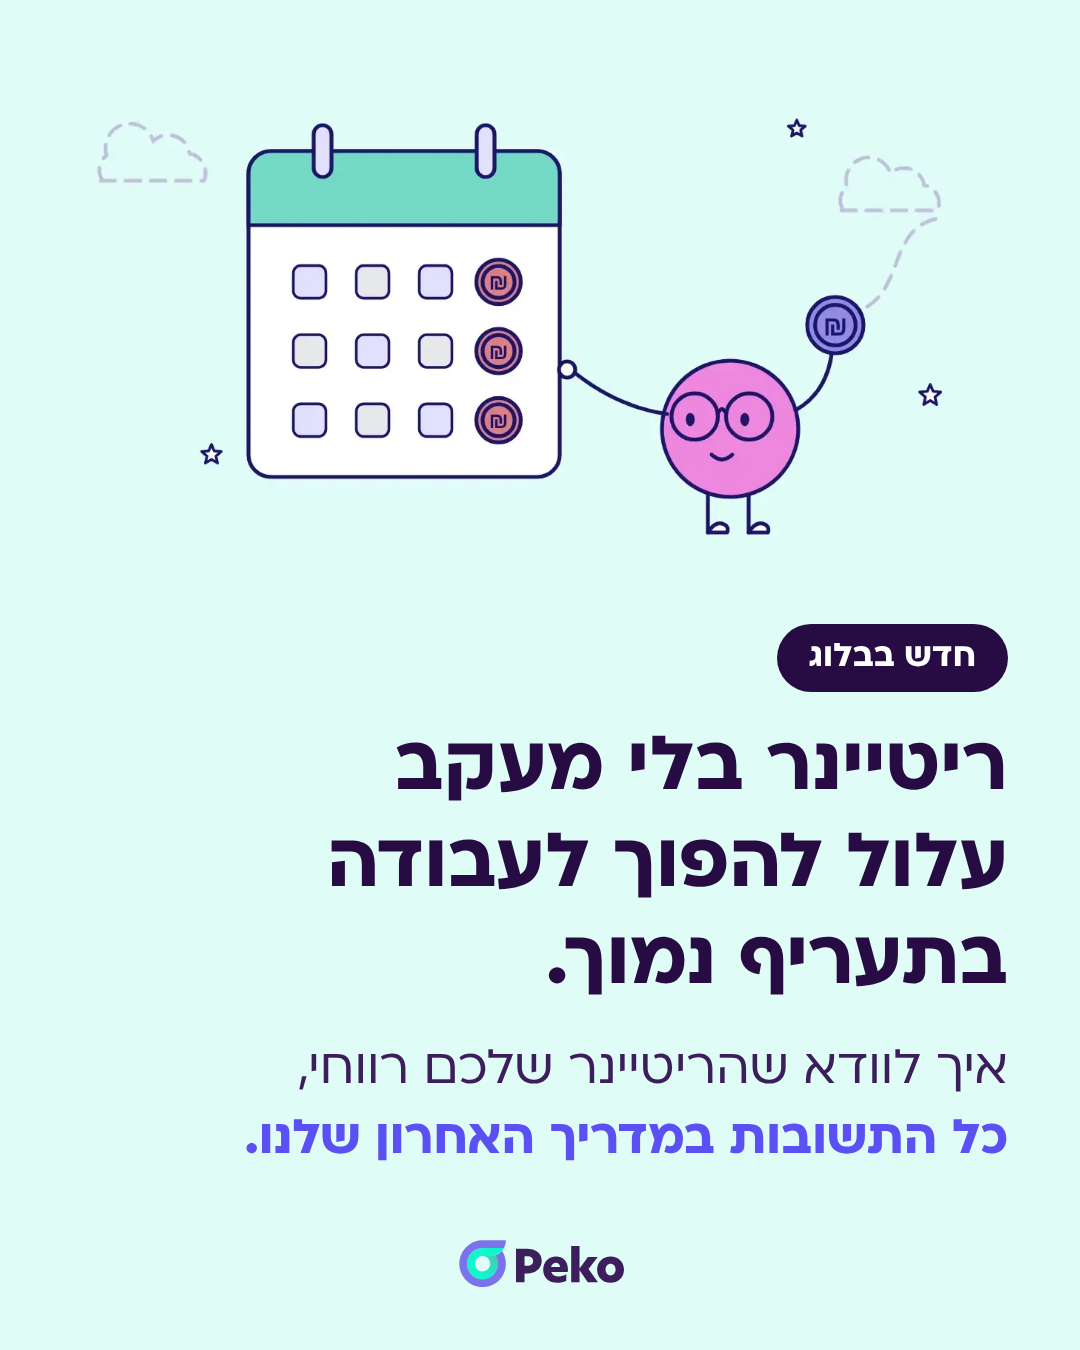 ₪
₪
₪
₪
חדש בבלוג
ריטיינר בלי מעקב
עלול להפוך לעבודה
בתעריף נמוך.
איך לוודא שהריטיינר שלכם רווחי,
כל התשובות במדריך האחרון שלנו.
Peko